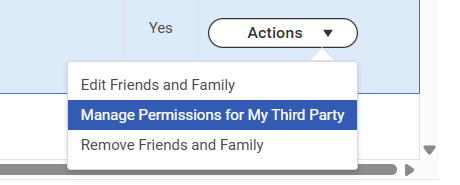 Yes
Actions
Edit Friends and Family
Manage Permissions for My Third Party
Remove Friends and Family